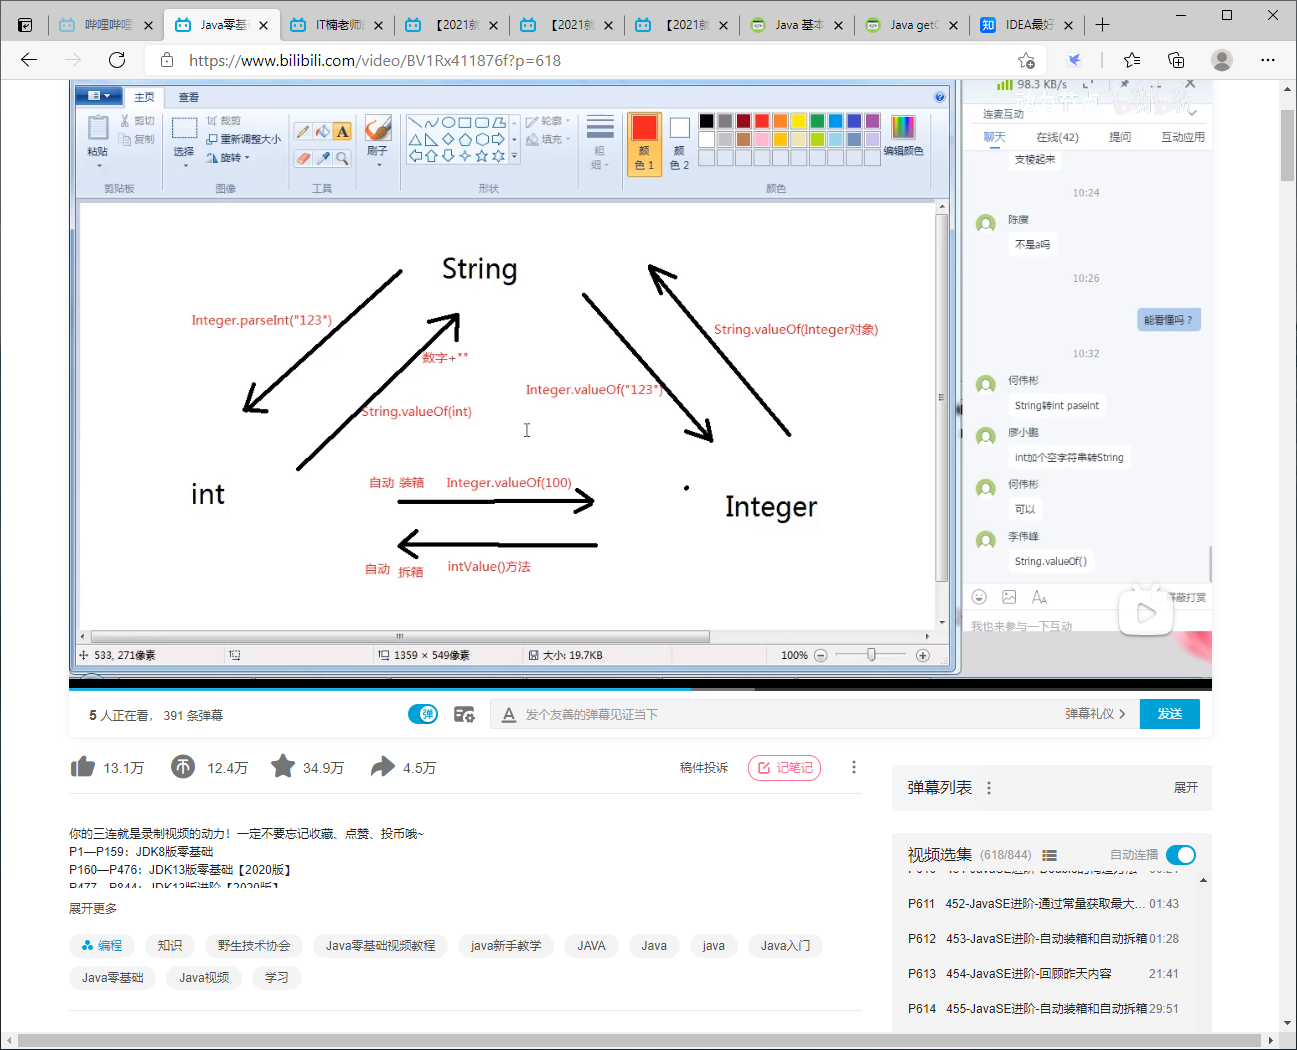 哔哩哔哩
Java零基
IT楠老师
【2021就
【2021就
【2021就
Java 基本
Java getC
知
IDEA最好
https://www.bilibili.com/video/BV1Rx411876f?p=618
主页
查看
粘贴
剪切
复制
剪贴板
选择
裁剪
重新调整大小
旋转
图像
A
工具
刷子
形状
轮廓
填充
粗
细
颜
色 1
颜
色 2
颜色
编辑颜色
String
Integer.parseInt("123")
数字+""
String.valueOf(int)
Integer.valueOf("123")
String.valueOf(Integer对象)
int
自动 装箱 Integer.valueOf(100)
Integer
自动 拆箱 intValue()方法
533, 271像素
1359 × 549像素
大小: 19.7KB
100%
98.3 KB/s
动力节点
bilibili
连麦互动
聊天
在线(42)
提问
互动应用
支棱起来
10:24
陈度
不是a吗
10:26
能看懂吗？
10:32
何伟彬
String转int paseint
廖小鹏
int加个空字符串转String
何伟彬
可以
李伟峰
String.valueOf()
屏蔽打赏
我也来参与一下互动
5 人正在看， 391 条弹幕
弹
发个友善的弹幕见证当下
弹幕礼仪
发送
13.1万
12.4万
34.9万
4.5万
稿件投诉
记笔记
你的三连就是录制视频的动力！一定不要忘记收藏、点赞、投币哦~
P1—P159：JDK8版零基础
P160—P476：JDK13版零基础【2020版】
P477—P844：JDK13版进阶【2020版】
展开更多
编程
知识
野生技术协会
Java零基础视频教程
java新手教学
JAVA
Java
java
Java入门
Java零基础
Java视频
学习
弹幕列表
展开
视频选集 (618/844)
自动连播
P611 452-JavaSE进阶-通过常量获取最大... 01:43
P612 453-JavaSE进阶-自动装箱和自动拆箱 01:28
P613 454-JavaSE进阶-回顾昨天内容 21:41
P614 455-JavaSE进阶-自动装箱和自动拆箱 29:51